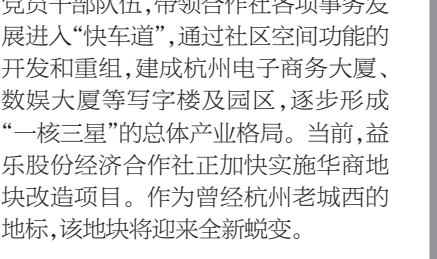 党员干部队伍,带领合作社各项事务发
展进入“快车道”,通过社区空间功能的
开发和重组,建成杭州电子商务大厦、
数娱大厦等写字楼及园区,逐步形成
“一核三星”的总体产业格局。当前,益
乐股份经济合作社正加快实施华商地
块改造项目。作为曾经杭州老城西的
地标,该地块将迎来全新蜕变。